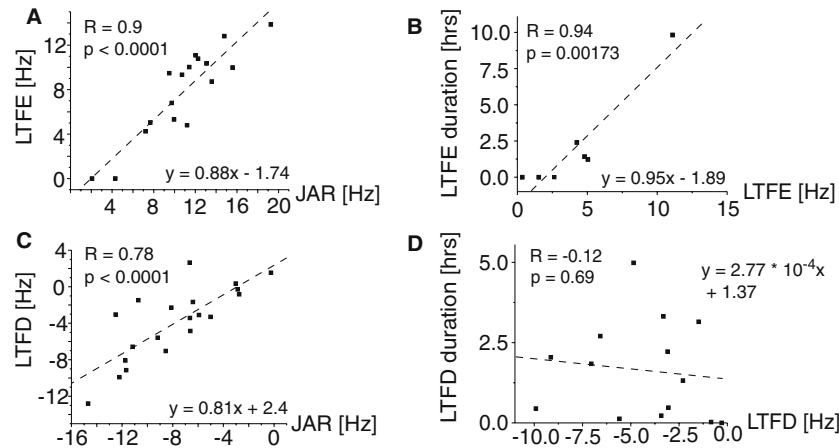 A
R = 0.9
p < 0.0001
LTFE [Hz]
12
8
4
0
y = 0.88x - 1.74
4 8 12 16 20
JAR [Hz]
B
R = 0.94
p = 0.00173
LTFE duration [hrs]
10.0
7.5
5.0
2.5
0.0
y = 0.95x - 1.89
0 5 10 15
LTFE [Hz]
C
R = 0.78
p < 0.0001
LTFD [Hz]
4
0
-4
-8
-12
y = 0.81x + 2.4
-16 -12 -8 -4 0
JAR [Hz]
D
R = -0.12
p = 0.69
y = 2.77 * 10⁻⁴x
+ 1.37
LTFD duration [hrs]
5.0
2.5
0.0
-10.0 -7.5 -5.0 -2.5 0.0
LTFD [Hz]